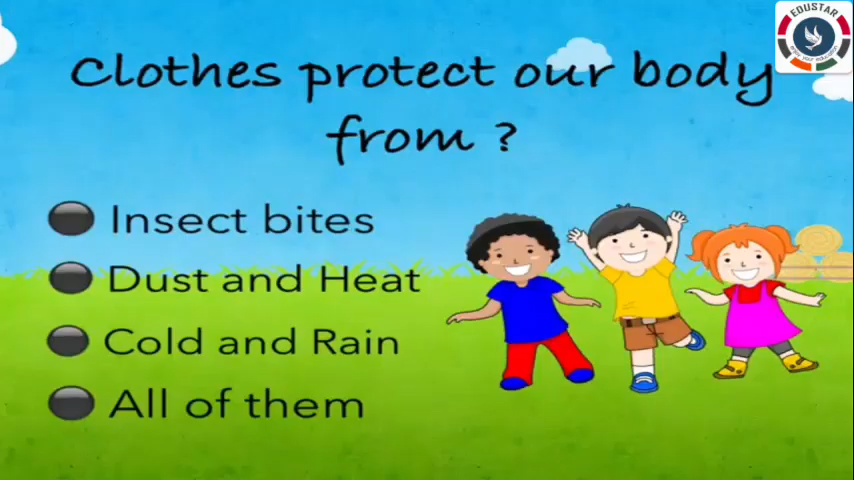 EDUSTAR
Clothes protect our body
from ?
Insect bites
Dust and Heat
Cold and Rain
All of them